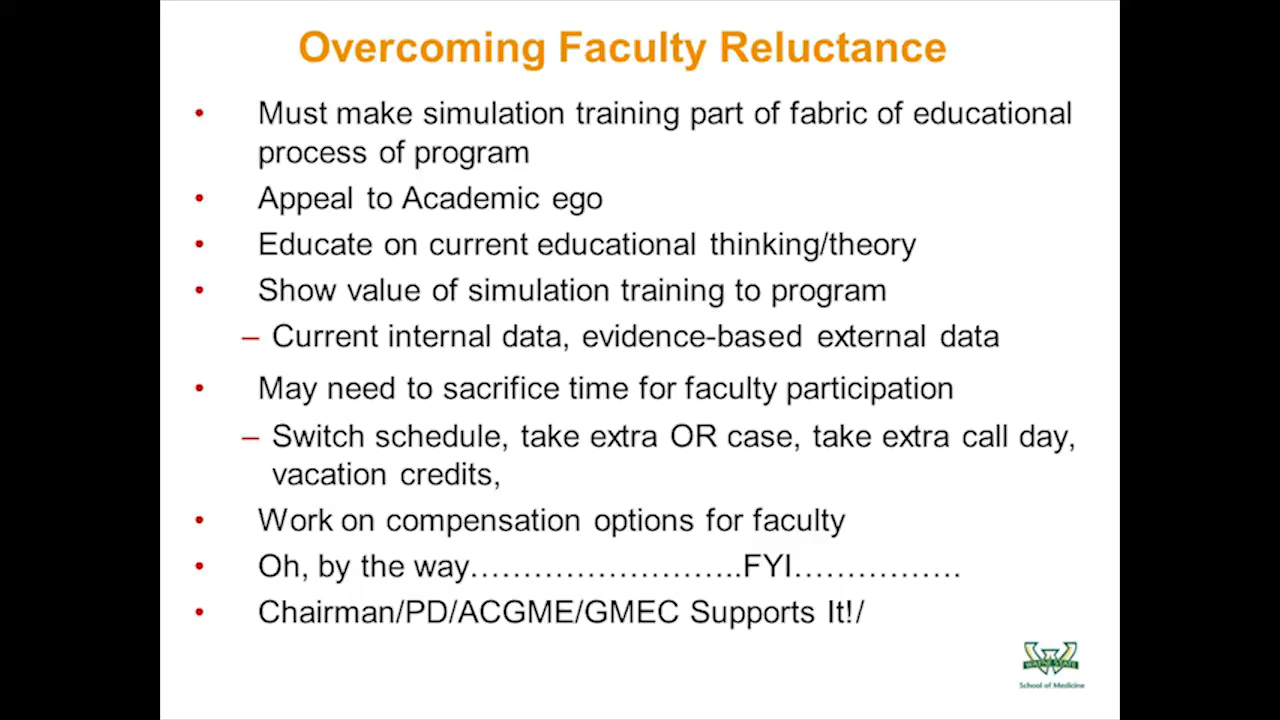 Overcoming Faculty Reluctance
• Must make simulation training part of fabric of educational
process of program
• Appeal to Academic ego
• Educate on current educational thinking/theory
• Show value of simulation training to program
– Current internal data, evidence-based external data
• May need to sacrifice time for faculty participation
– Switch schedule, take extra OR case, take extra call day,
vacation credits,
• Work on compensation options for faculty
• Oh, by the way……………………..FYI…………….
• Chairman/PD/ACGME/GMEC Supports It!/
WAYNE STATE
School of Medicine